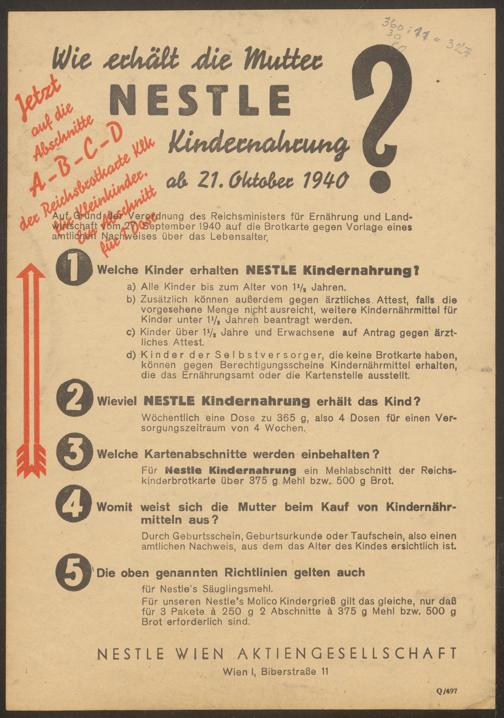 360 : 11 = 327
30
Wie erhält die Mutter
NESTLE
Kindernahrung
?
ab 21. Oktober 1940
Jetzt
auf die
Abschnitte
A-B-C-D
der Reichsbrotkarte Klk
für Kleinkinder.
Ein Abschnitt
für 1 Dose
Auf Grund der Verordnung des Reichsministers für Ernährung und Land-
wirtschaft vom September 1940 auf die Brotkarte gegen Vorlage eines
amtlichen Nachweises über das Lebensalter.
1 Welche Kinder erhalten NESTLE Kindernahrung?
a) Alle Kinder bis zum Alter von 1½ Jahren.
b) Zusätzlich können außerdem gegen ärztliches Attest, falls die
vorgesehene Menge nicht ausreicht, weitere Kindernährmittel für
Kinder unter 1½ Jahren beantragt werden.
c) Kinder über 1½ Jahre und Erwachsene auf Antrag gegen ärzt-
liches Attest.
d) Kinder der Selbstversorger, die keine Brotkarte haben,
können gegen Berechtigungsscheine Kindernährmittel erhalten,
die das Ernährungsamt oder die Kartenstelle ausstellt.
2 Wieviel NESTLE Kindernahrung erhält das Kind?
Wöchentlich eine Dose zu 365 g, also 4 Dosen für einen Ver-
sorgungszeitraum von 4 Wochen.
3 Welche Kartenabschnitte werden einbehalten?
Für Nestle Kindernahrung ein Mehlabschnitt der Reichs-
kinderbrotkarte über 375 g Mehl bzw. 500 g Brot.
4 Womit weist sich die Mutter beim Kauf von Kindernähr-
mitteln aus?
Durch Geburtsschein, Geburtsurkunde oder Taufschein, also einen
amtlichen Nachweis, aus dem das Alter des Kindes ersichtlich ist.
5 Die oben genannten Richtlinien gelten auch
für Nestle's Säuglingsmehl.
Für unseren Nestle's Molico Kindergrieß gilt das gleiche, nur daß
für 3 Pakete à 250 g 2 Abschnitte à 375 g Mehl bzw. 500 g
Brot erforderlich sind.
NESTLE WIEN AKTIENGESELLSCHAFT
Wien I, Biberstraße 11
Q/497